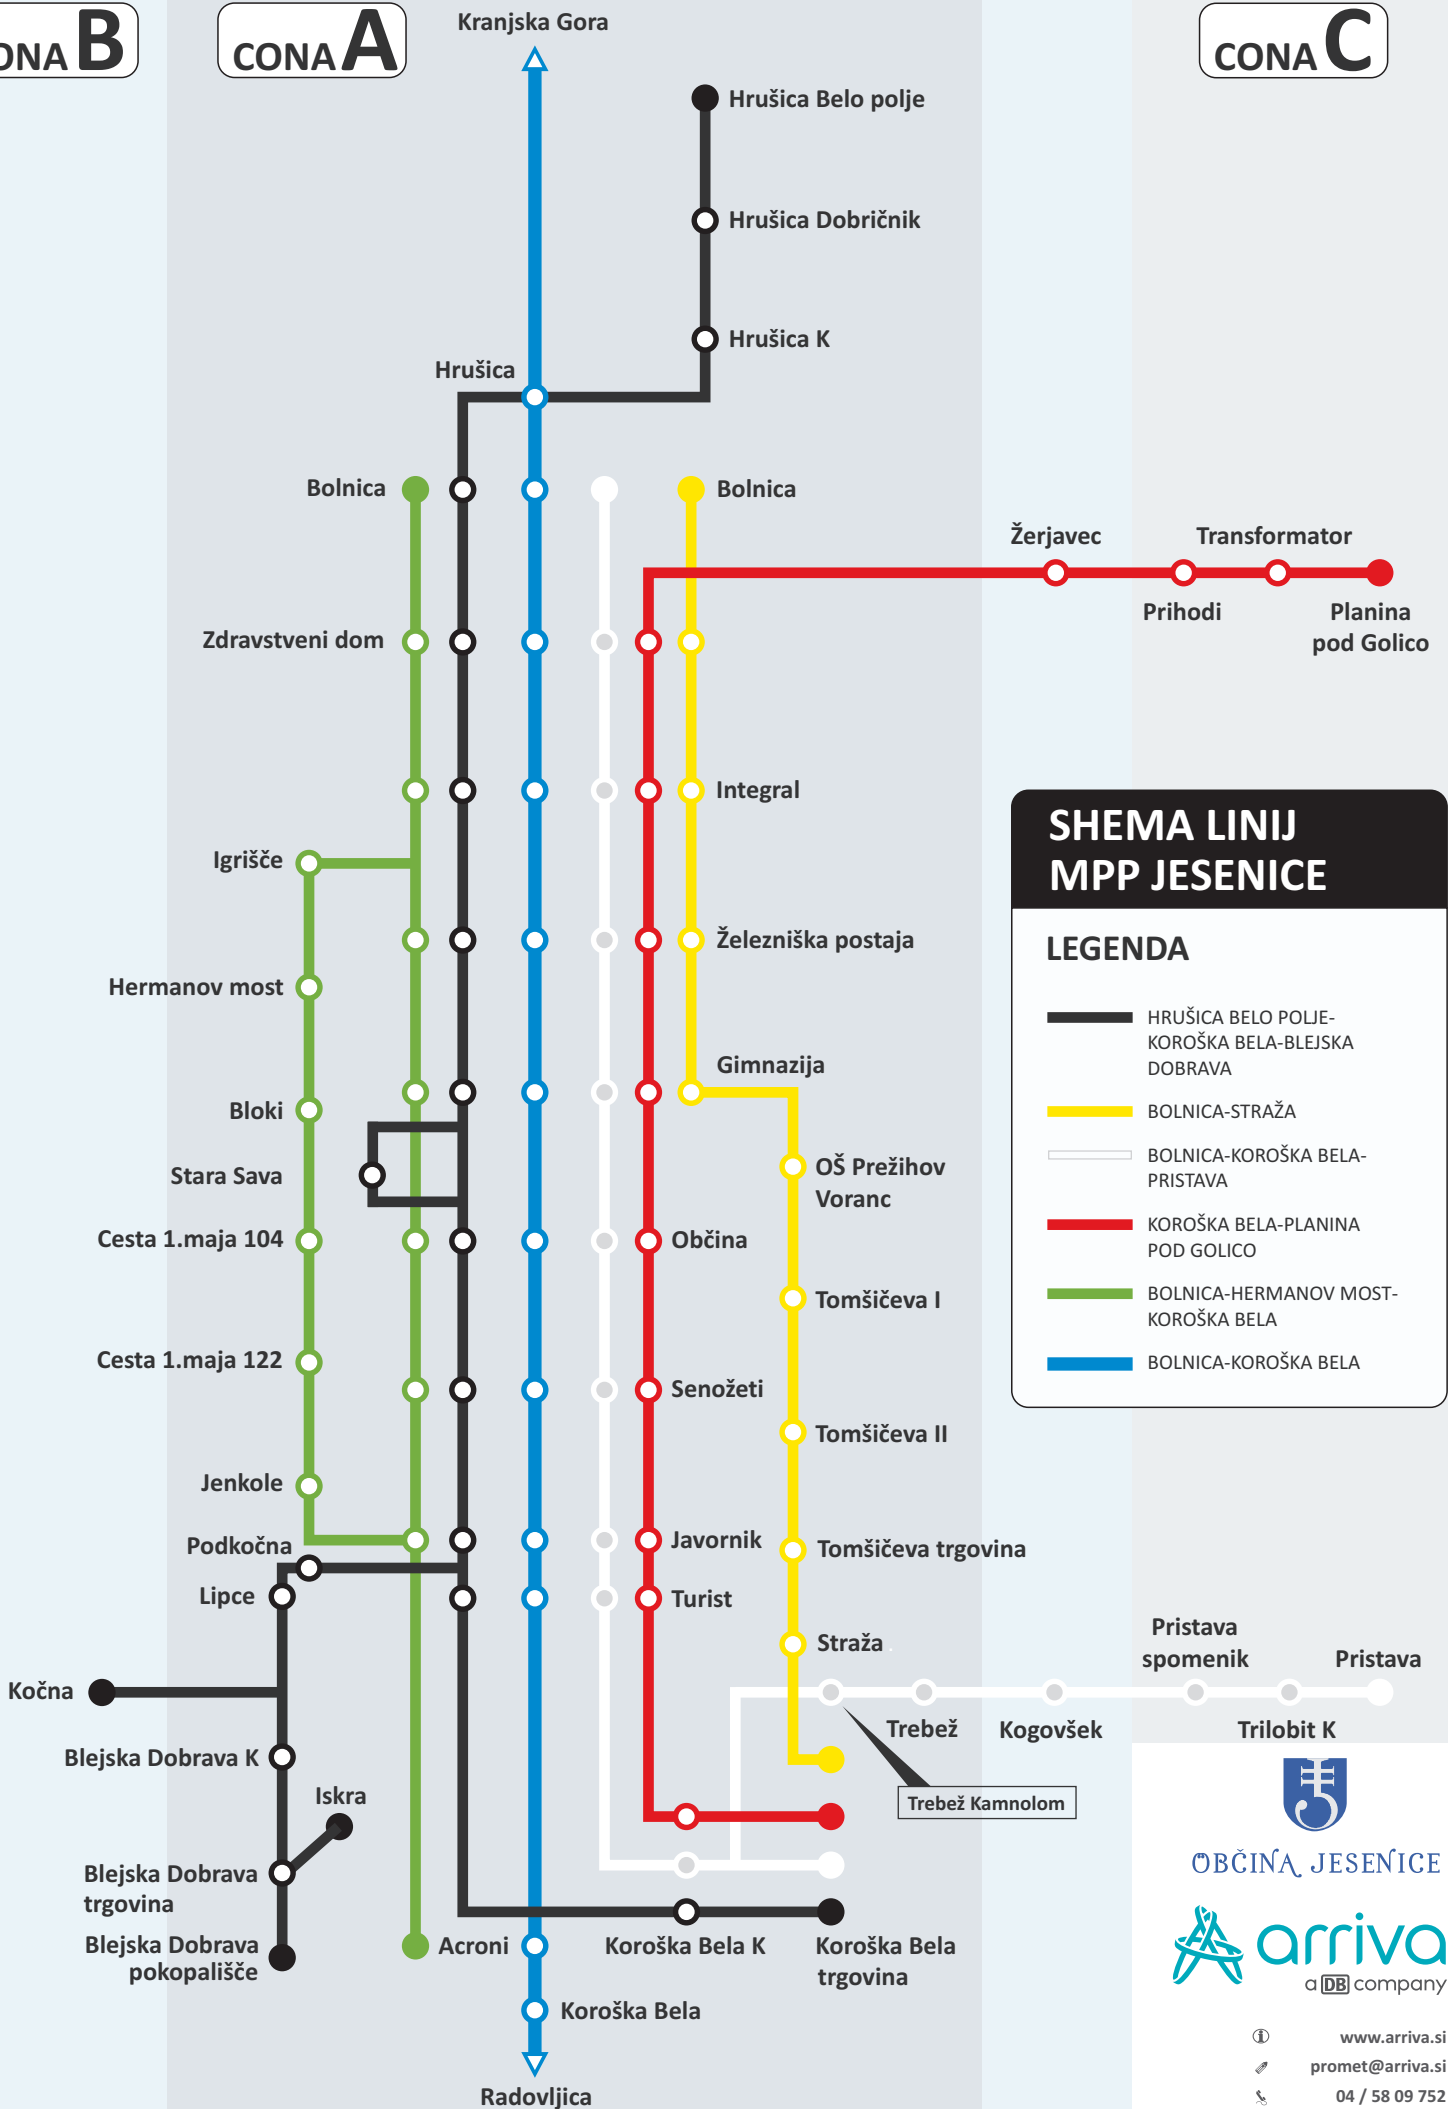 CONA A
CONA C
Kranjska Gora
Hrušica Belo polje
Hrušica Dobričnik
Hrušica K
Hrušica
Bolnica
Bolnica
Žerjavec
Transformator
Prihodi
Planina
pod Golico
Zdravstveni dom
Integral
Igrišče
Železniška postaja
Hermanov most
Gimnazija
Bloki
Stara Sava
OŠ Prežihov
Voranc
Cesta 1.maja 104
Občina
Tomšičeva I
Cesta 1.maja 122
Senožeti
Tomšičeva II
Jenkole
Podkočna
Javornik
Tomšičeva trgovina
Lipce
Turist
Straža
Pristava
spomenik
Pristava
Kočna
Trebež
Kogovšek
Trilobit K
Blejska Dobrava K
Iskra
Trebež Kamnolom
Blejska Dobrava
trgovina
Blejska Dobrava
pokopališče
Acroni
Koroška Bela K
Koroška Bela
trgovina
Koroška Bela
Radovljica
SHEMA LINIJ
MPP JESENICE
LEGENDA
HRUŠICA BELO POLJE-
KOROŠKA BELA-BLEJSKA
DOBRAVA
BOLNICA-STRAŽA
BOLNICA-KOROŠKA BELA-
PRISTAVA
KOROŠKA BELA-PLANINA
POD GOLICO
BOLNICA-HERMANOV MOST-
KOROŠKA BELA
BOLNICA-KOROŠKA BELA
OBČINA JESENICE
arriva
a DB company
www.arriva.si
promet@arriva.si
04 / 58 09 752